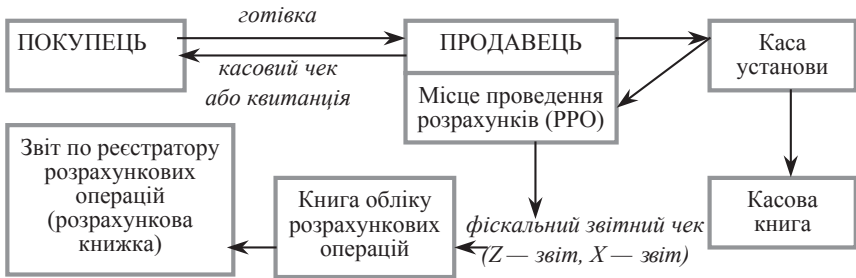 готівка
ПОКУПЕЦЬ
ПРОДАВЕЦЬ
Каса
установи
касовий чек
або квитанція
Місце проведення
розрахунків (РРО)
Звіт по реєстратору
розрахункових
операцій
(розрахункова
книжка)
Книга обліку
розрахункових
операцій
фіскальний звітний чек
(Z — звіт, X — звіт)
Касова
книга